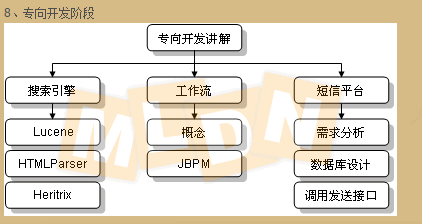 8、专向开发阶段
专向开发讲解
搜索引擎
工作流
短信平台
Lucene
概念
需求分析
HTMLParser
JBPM
数据库设计
Heritrix
调用发送接口
MLDN